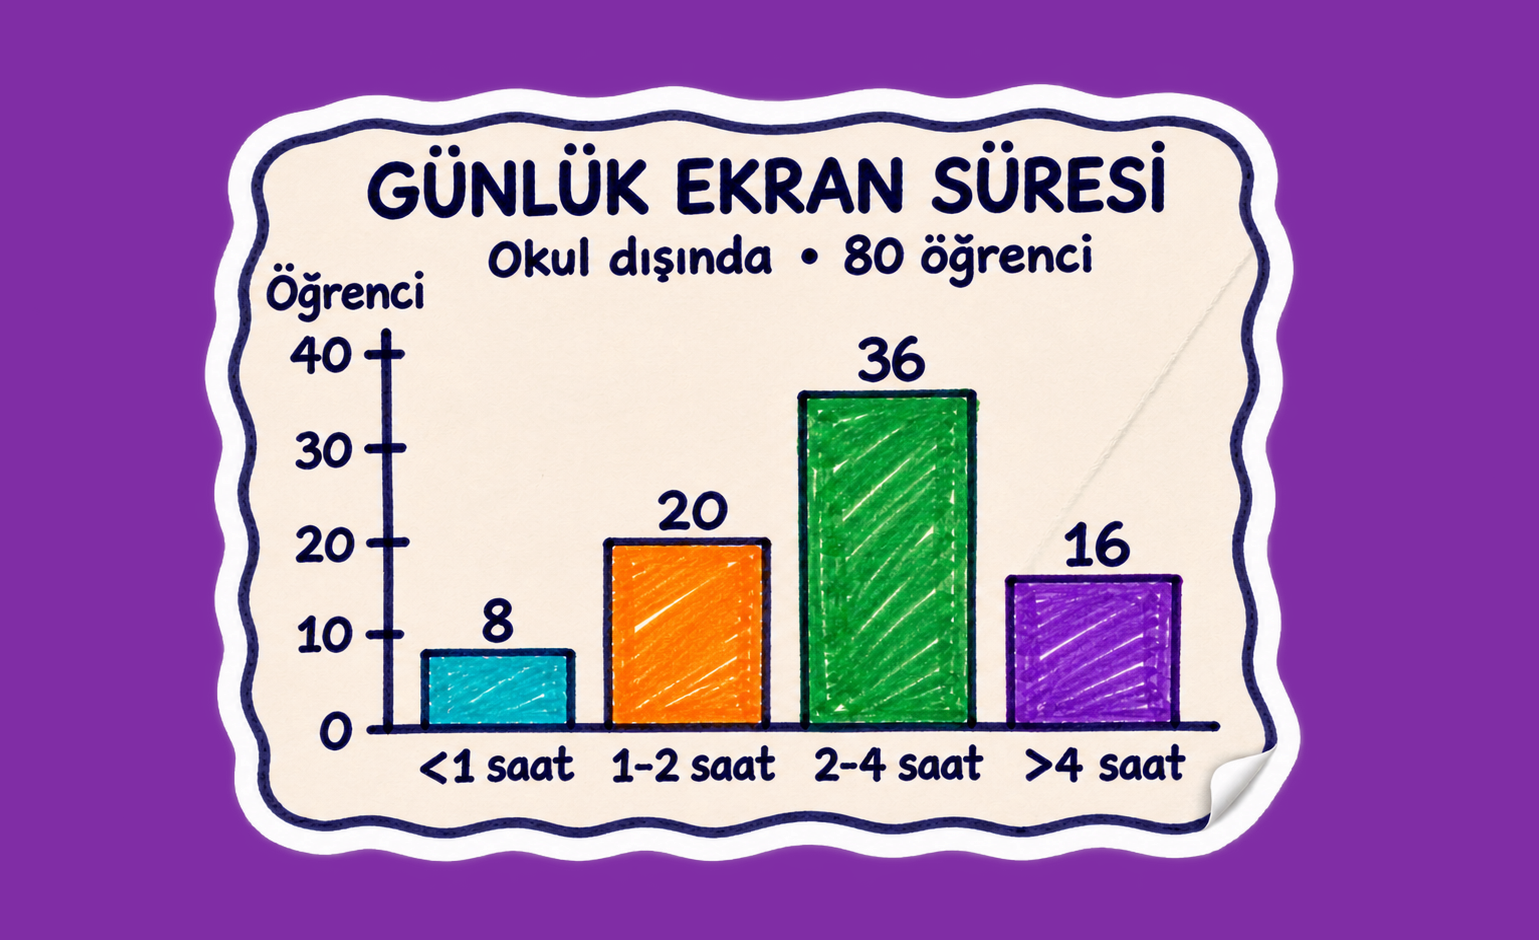 GÜNLÜK EKRAN SÜRESİ
Okul dışında • 80 öğrenci
Öğrenci
40
30
20
10
0
8
20
36
16
<1 saat
1-2 saat
2-4 saat
>4 saat